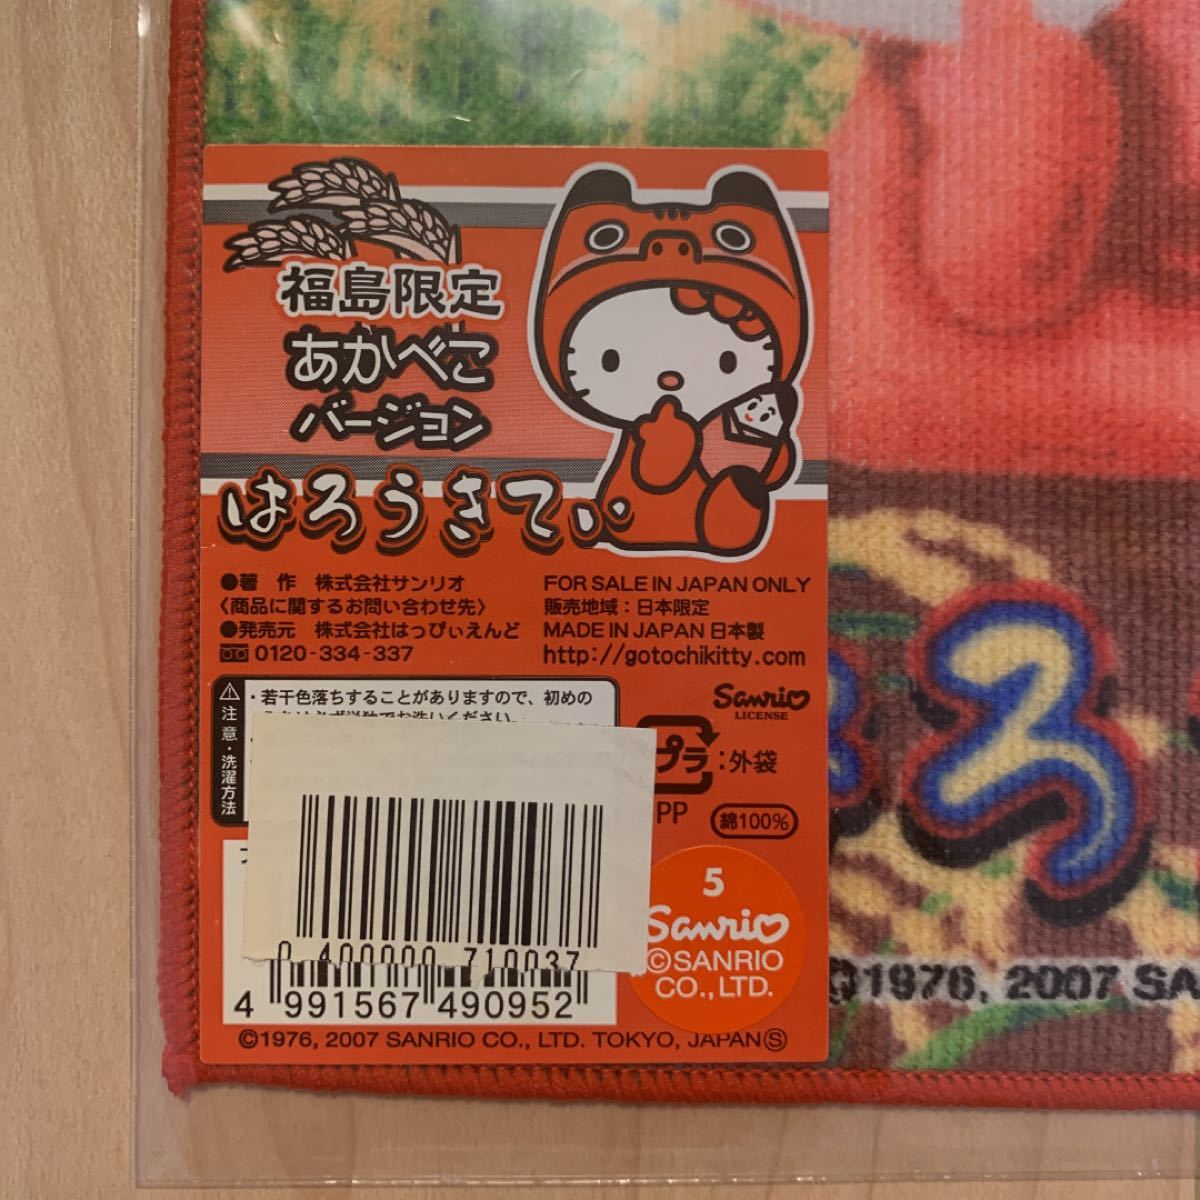 福島限定
あかべこ
バージョン
はろうきてぃ
●著 作 株式会社サンリオ
〈商品に関するお問い合わせ先〉
●発売元 株式会社はっぴぃえんど
0120-334-337
FOR SALE IN JAPAN ONLY
販売地域:日本限定
MADE IN JAPAN 日本製
http://gotochikitty.com
注意・洗濯方法
・若干色落ちすることがありますので、初めの
Sanrio
LICENSE
プラ:外袋
PP
綿100%
0 400000 710037
4 991567 490952
5
Sanrio
©SANRIO
CO., LTD.
©1976, 2007 SANRIO CO., LTD. TOKYO, JAPAN Ⓢ
ろ
©1976, 2007 SA